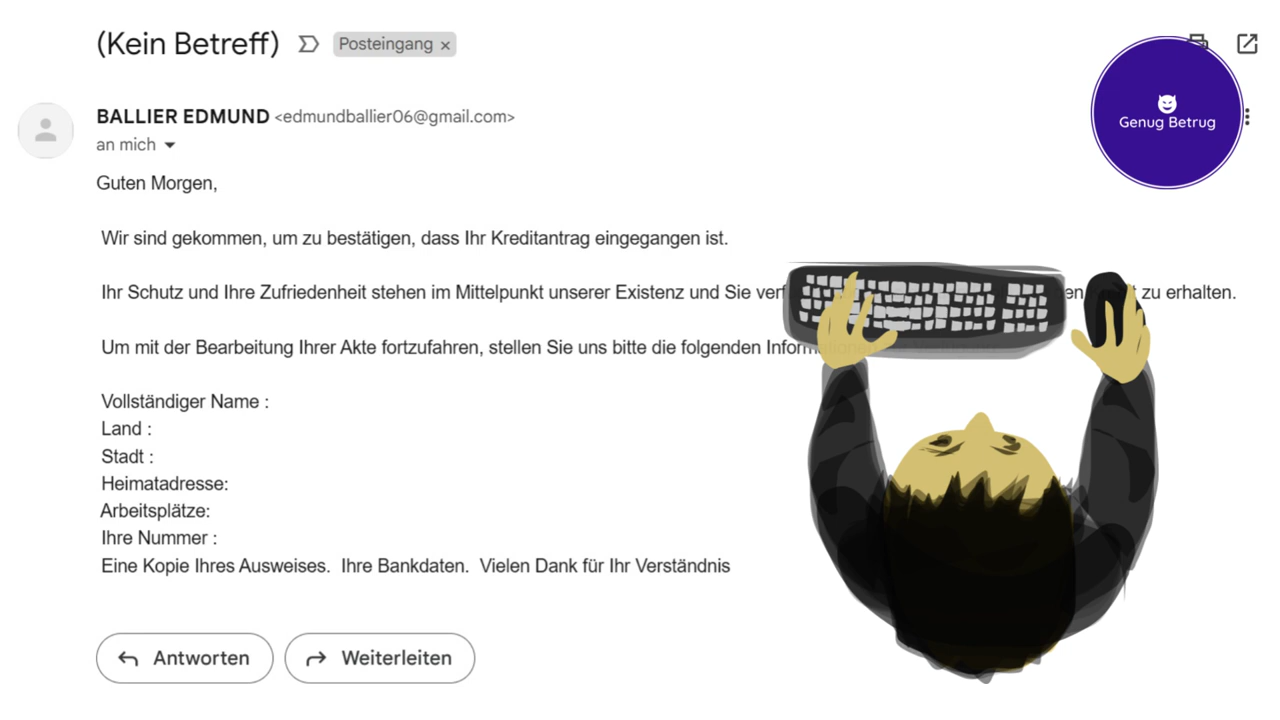 (Kein Betreff)
Posteingang ×
Genug Betrug
BALLIER EDMUND <edmundballier06@gmail.com>
an mich
Guten Morgen,
Wir sind gekommen, um zu bestätigen, dass Ihr Kreditantrag eingegangen ist.
Ihr Schutz und Ihre Zufriedenheit stehen im Mittelpunkt unserer Existenz und Sie zu erhalten.
Um mit der Bearbeitung Ihrer Akte fortzufahren, stellen Sie uns bitte die folgenden Informationen
Vollständiger Name :
Land :
Stadt :
Heimatadresse:
Arbeitsplätze:
Ihre Nummer :
Eine Kopie Ihres Ausweises. Ihre Bankdaten. Vielen Dank für Ihr Verständnis
Antworten
Weiterleiten